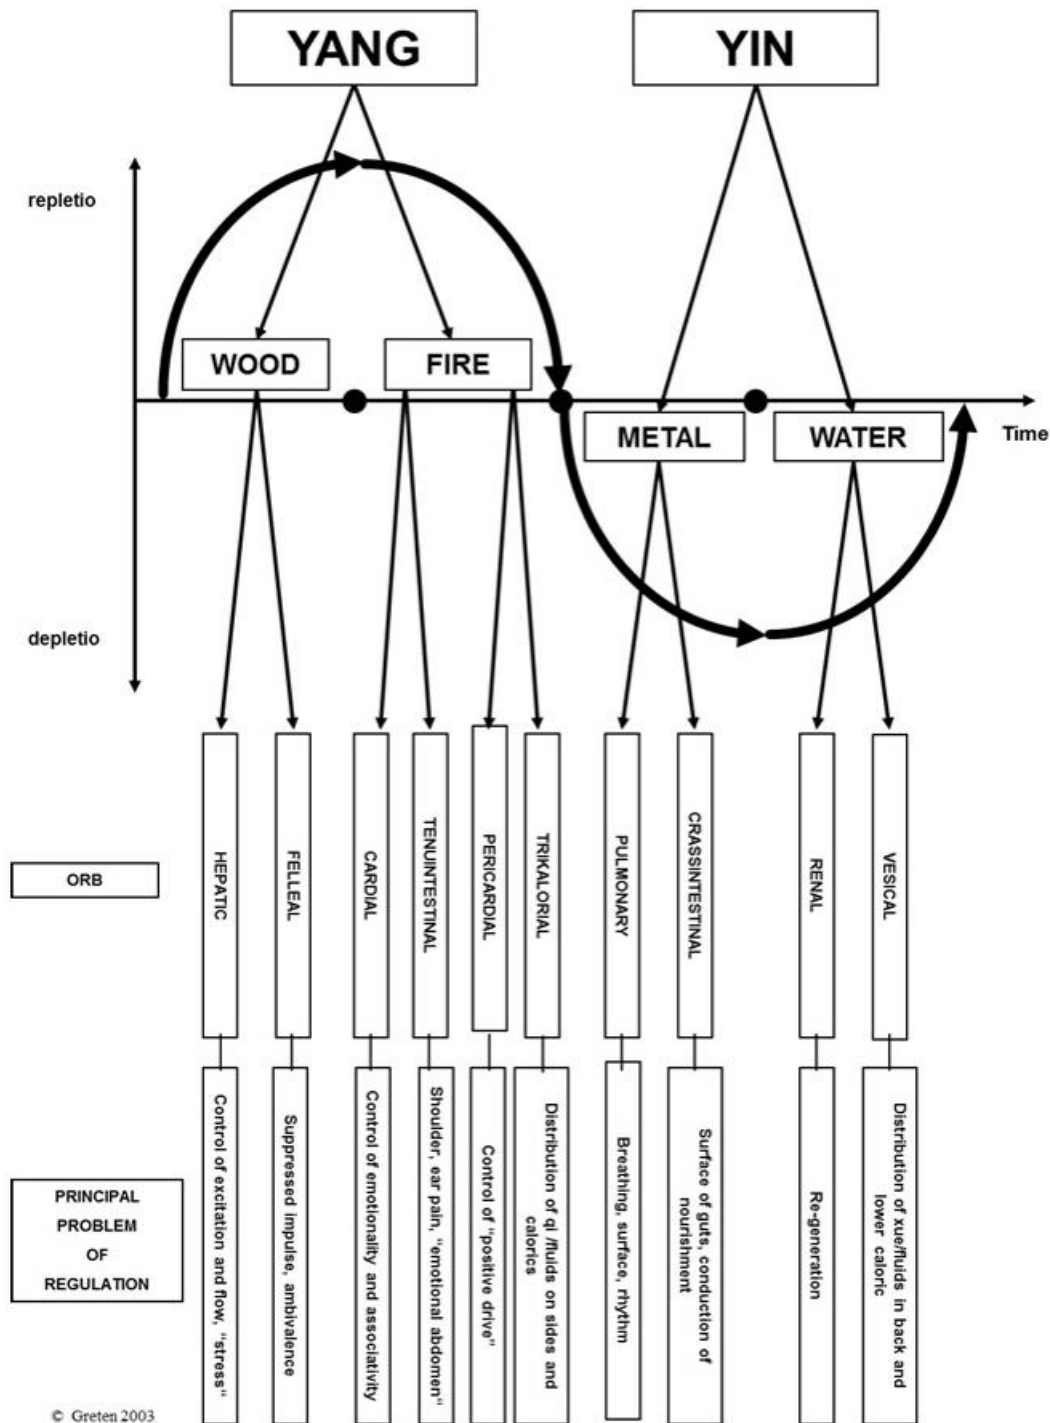 YANG
YIN
repletio
WOOD
FIRE
METAL
WATER
Time
depletio
ORB
HEPATIC
FELLEAL
CARDIAL
TENUINTESTINAL
PERICARDIAL
TRIKALORIAL
PULMONARY
CRASSINTESTINAL
RENAL
VESICAL
PRINCIPAL
PROBLEM
OF
REGULATION
Control of excitation and flow, “stress“
Suppressed impulse, ambivalence
Control of emotionality and associativity
Shoulder, ear pain, “emotional abdomen“
Control of “positive drive”
Distribution of qi /fluids on sides and
calorics
Breathing, surface, rhythm
Surface of guts, conduction of
nourishment
Re-generation
Distribution of xue/fluids in back and
lower caloric
© Greten 2003